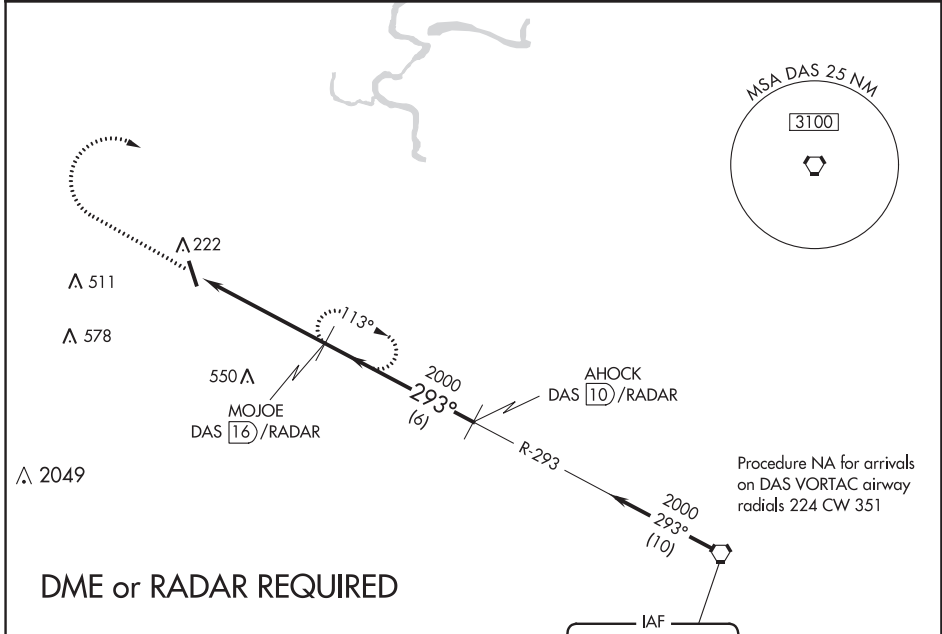 MSA DAS 25 NM
3100
222
511
578
113°
550
2000
293°
(6)
AHOCK
DAS 10 /RADAR
MOJOE
DAS 16 /RADAR
R-293
2049
Procedure NA for arrivals
on DAS VORTAC airway
radials 224 CW 351
2000
293°
(10)
DME or RADAR REQUIRED
IAF